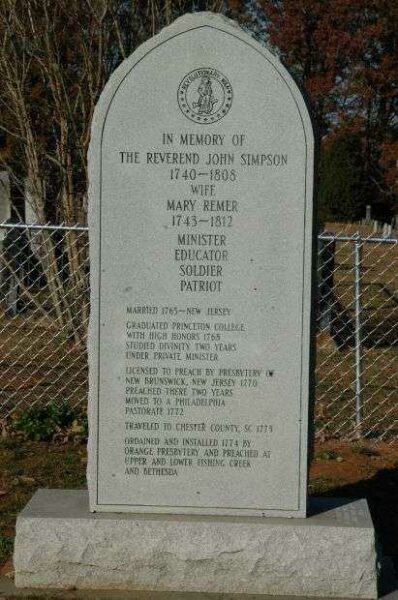 REVOLUTIONARY WAR
IN MEMORY OF
THE REVEREND JOHN SIMPSON
1740–1808
WIFE
MARY REMER
1743–1812
MINISTER
EDUCATOR
SOLDIER
PATRIOT
MARRIED 1765–NEW JERSEY
GRADUATED PRINCETON COLLEGE
WITH HIGH HONORS 1768
STUDIED DIVINITY TWO YEARS
UNDER PRIVATE MINISTER
LICENSED TO PREACH BY PRESBYTERY OF
NEW BRUNSWICK, NEW JERSEY 1770
PREACHED THERE TWO YEARS
MOVED TO A PHILADELPHIA
PASTORATE 1772
TRAVELED TO CHESTER COUNTY, SC 1773
ORDAINED AND INSTALLED 1774 BY
ORANGE PRESBYTERY AND PREACHED AT
UPPER AND LOWER FISHING CREEK
AND BETHESDA